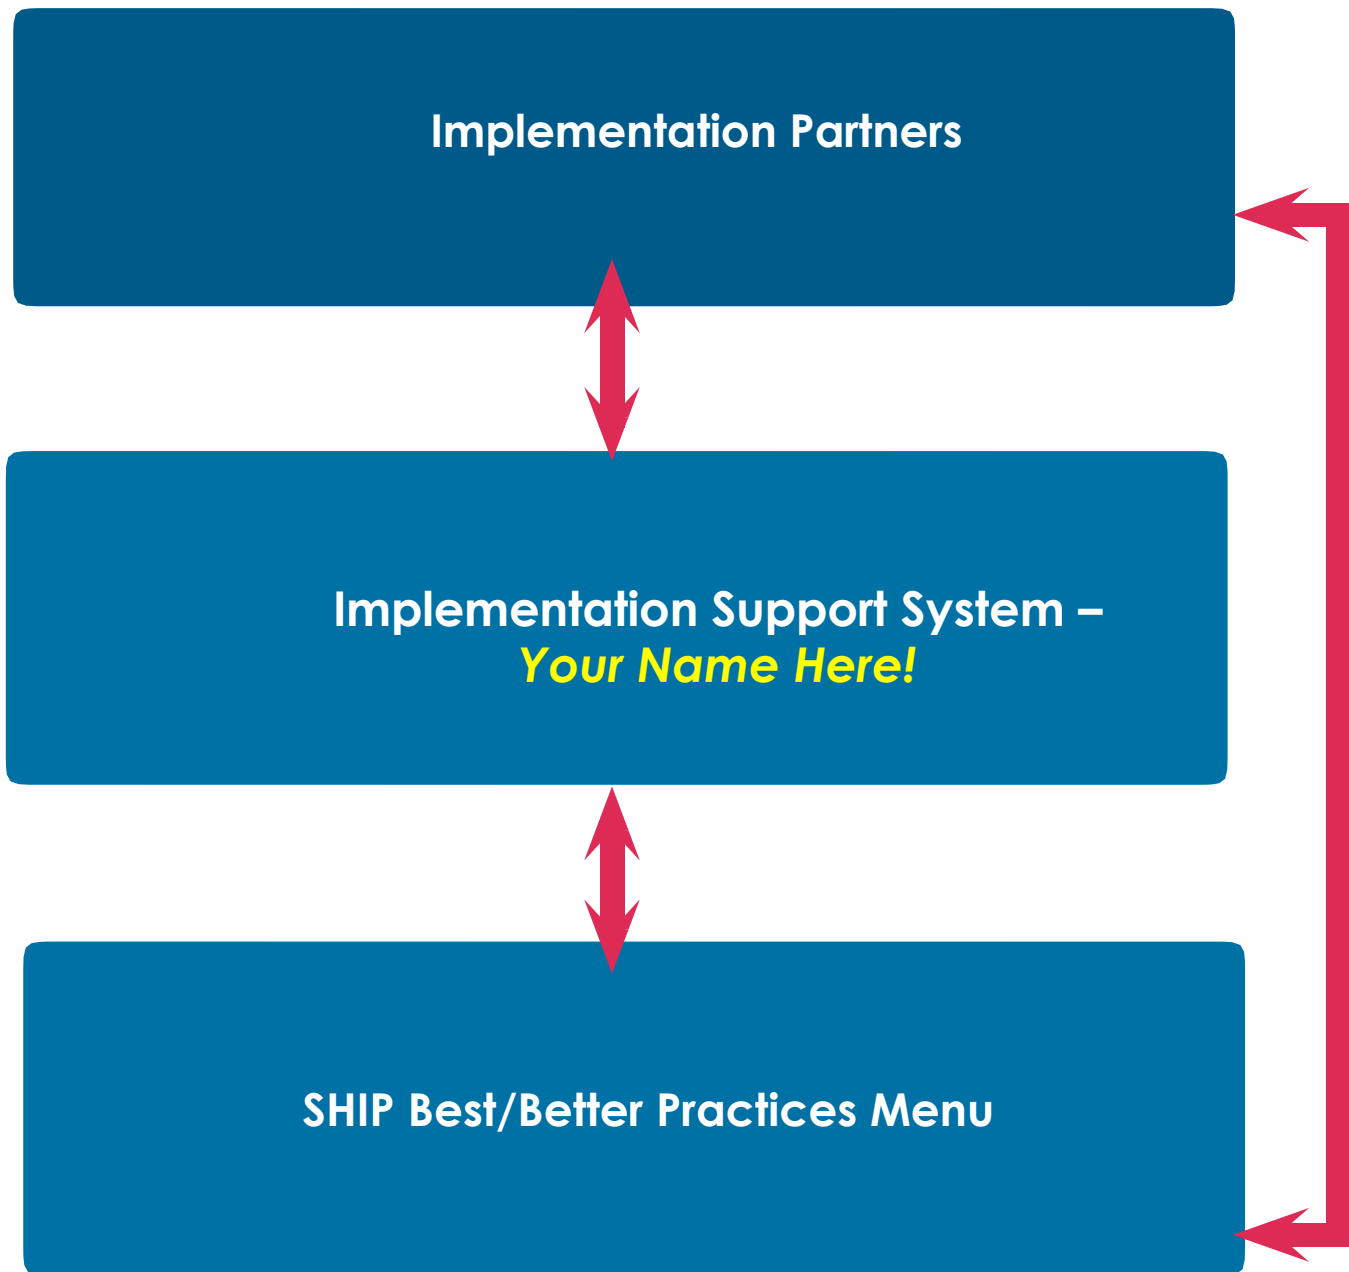 Implementation Partners
Implementation Support System –
Your Name Here!
SHIP Best/Better Practices Menu